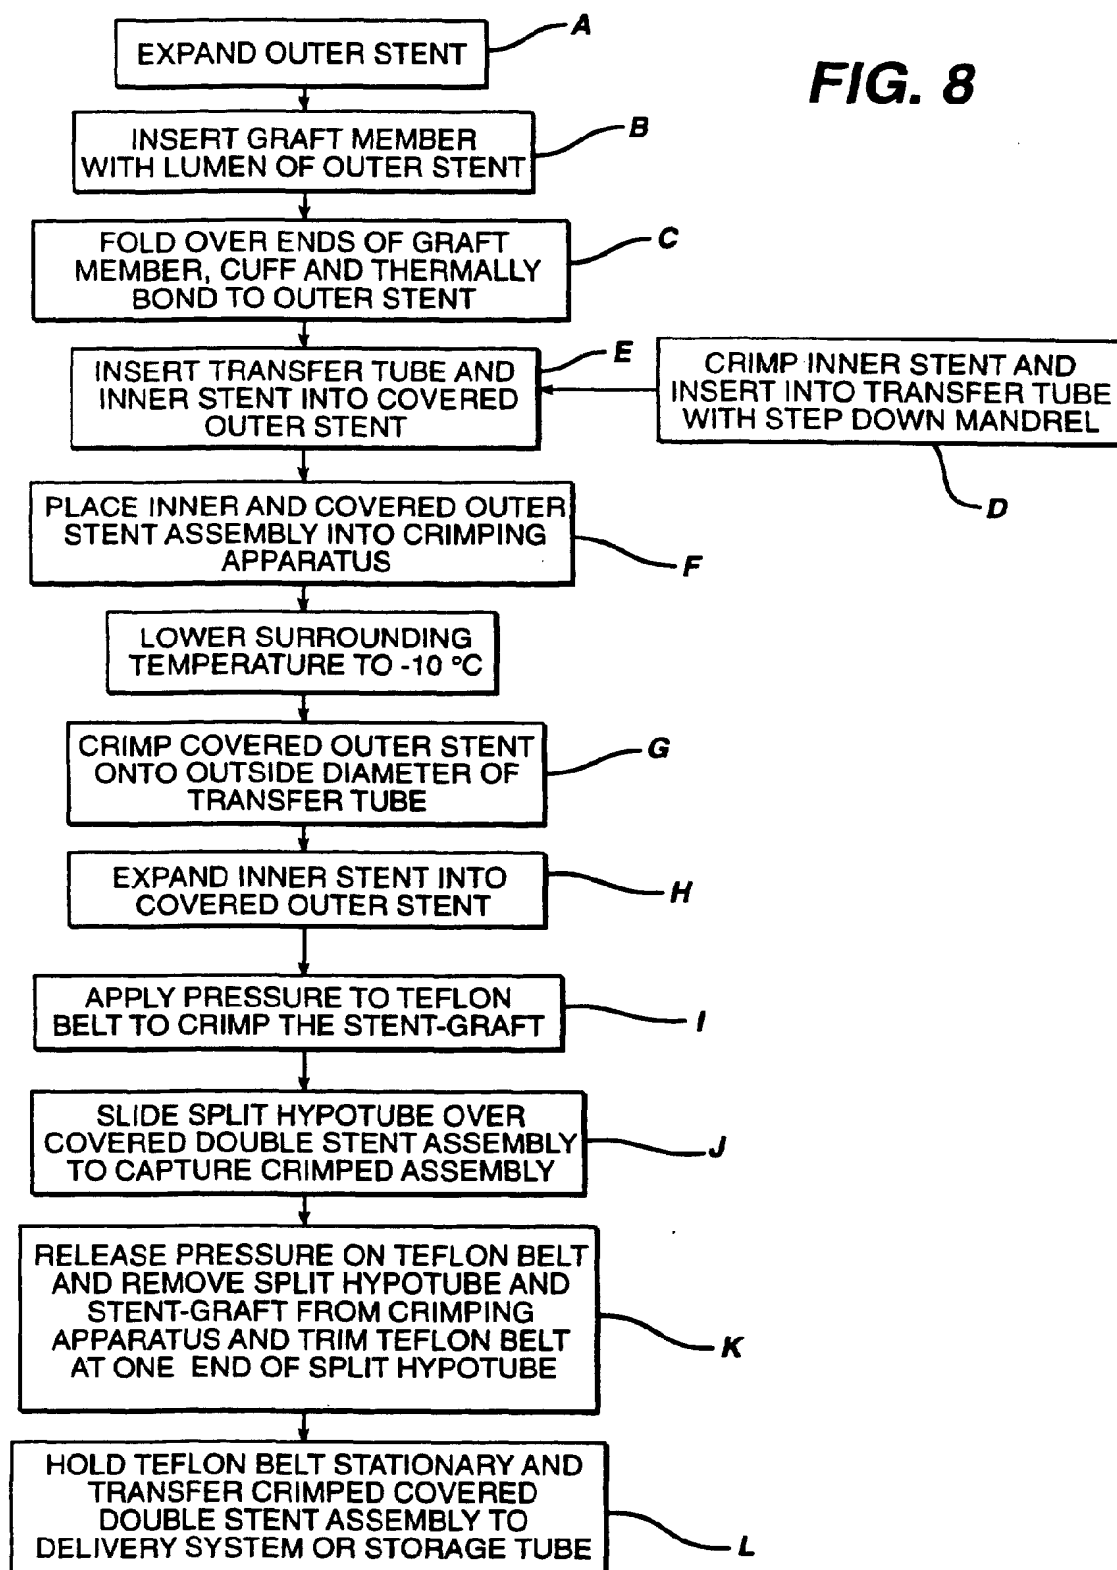 FIG. 8
EXPAND OUTER STENT
A
INSERT GRAFT MEMBER
WITH LUMEN OF OUTER STENT
B
FOLD OVER ENDS OF GRAFT
MEMBER, CUFF AND THERMALLY
BOND TO OUTER STENT
C
INSERT TRANSFER TUBE AND
INNER STENT INTO COVERED
OUTER STENT
E
CRIMP INNER STENT AND
INSERT INTO TRANSFER TUBE
WITH STEP DOWN MANDREL
D
PLACE INNER AND COVERED OUTER
STENT ASSEMBLY INTO CRIMPING
APPARATUS
F
LOWER SURROUNDING
TEMPERATURE TO -10 °C
CRIMP COVERED OUTER STENT
ONTO OUTSIDE DIAMETER OF
TRANSFER TUBE
G
EXPAND INNER STENT INTO
COVERED OUTER STENT
H
APPLY PRESSURE TO TEFLON
BELT TO CRIMP THE STENT-GRAFT
I
SLIDE SPLIT HYPOTUBE OVER
COVERED DOUBLE STENT ASSEMBLY
TO CAPTURE CRIMPED ASSEMBLY
J
RELEASE PRESSURE ON TEFLON BELT
AND REMOVE SPLIT HYPOTUBE AND
STENT-GRAFT FROM CRIMPING
APPARATUS AND TRIM TEFLON BELT
AT ONE END OF SPLIT HYPOTUBE
K
HOLD TEFLON BELT STATIONARY AND
TRANSFER CRIMPED COVERED
DOUBLE STENT ASSEMBLY TO
DELIVERY SYSTEM OR STORAGE TUBE
L